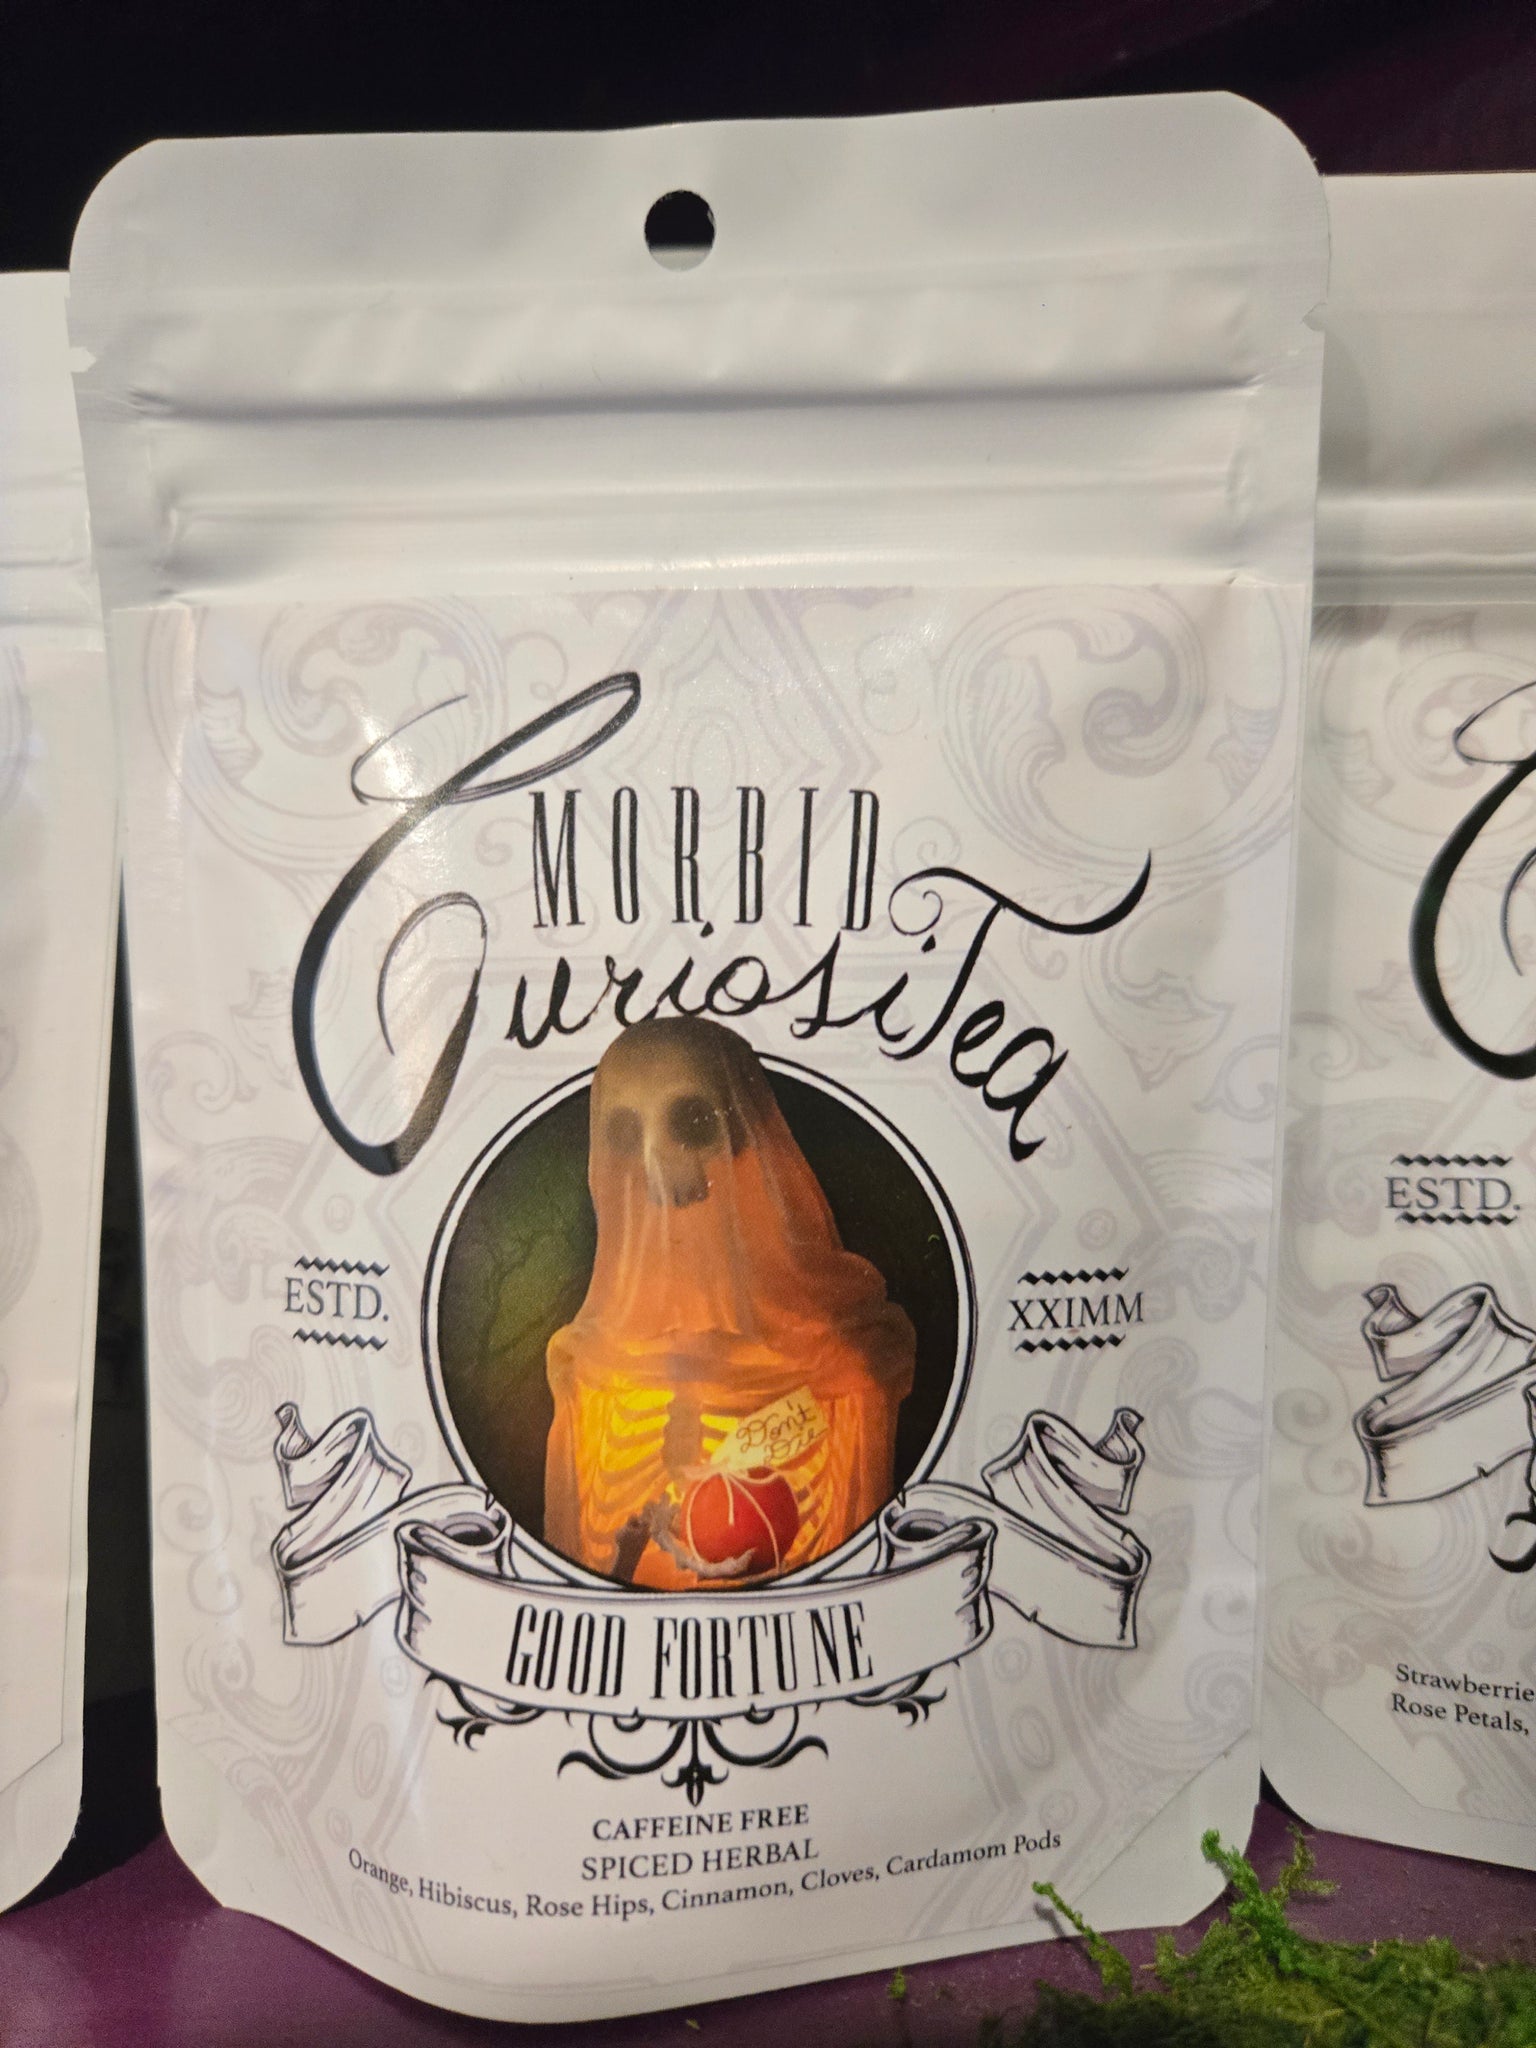 MORBID
CuriosiTea
ESTD.
XXIMM
Don't
Die
GOOD FORTUNE
CAFFEINE FREE
SPICED HERBAL
Orange, Hibiscus, Rose Hips, Cinnamon, Cloves, Cardamom Pods
ESTD.
Rose Petals,